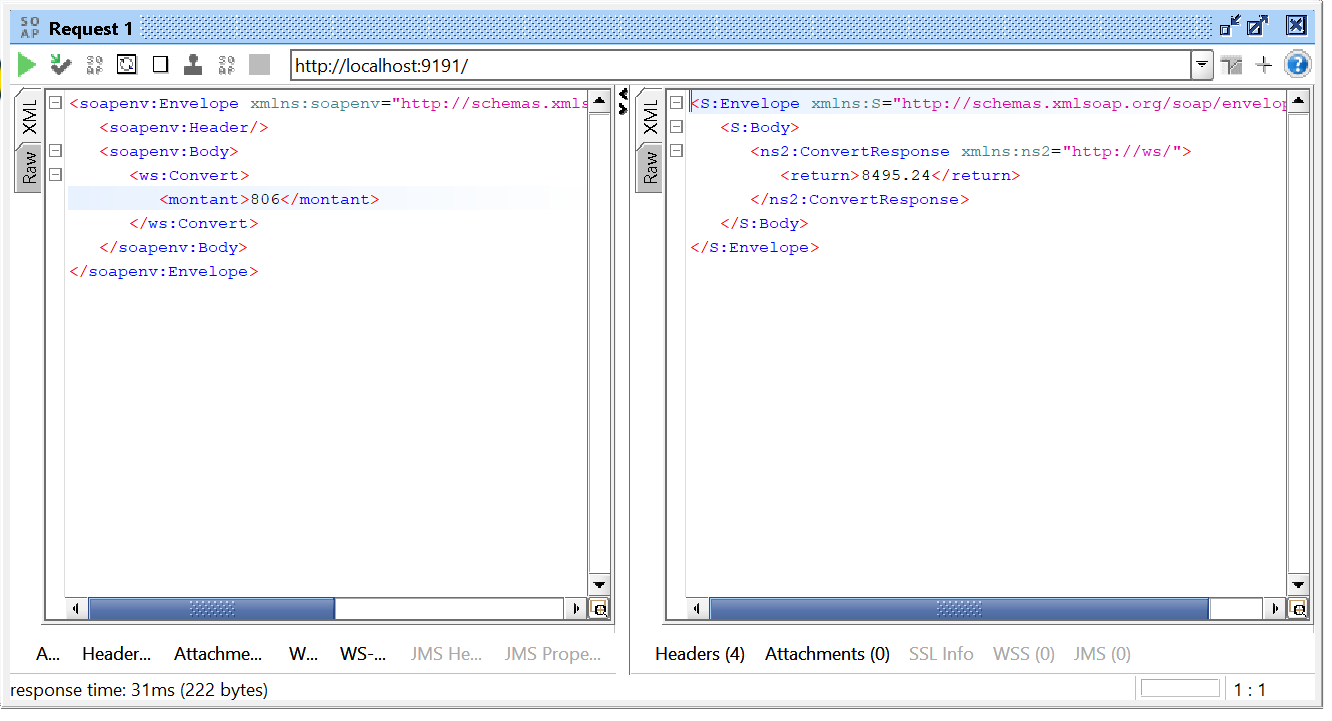 SO
AP
Request 1
http://localhost:9191/
XML
Raw
<soapenv:Envelope xmlns:soapenv="http://schemas.xmls
<soapenv:Header/>
<soapenv:Body>
<ws:Convert>
<montant>806</montant>
</ws:Convert>
</soapenv:Body>
</soapenv:Envelope>
XML
Raw
<S:Envelope xmlns:S="http://schemas.xmlsoap.org/soap/envelop
<S:Body>
<ns2:ConvertResponse xmlns:ns2="http://ws/">
<return>8495.24</return>
</ns2:ConvertResponse>
</S:Body>
</S:Envelope>
A... Header... Attachme... W... WS-... JMS He... JMS Prope...
Headers (4) Attachments (0) SSL Info WSS (0) JMS (0)
response time: 31ms (222 bytes)
1 : 1